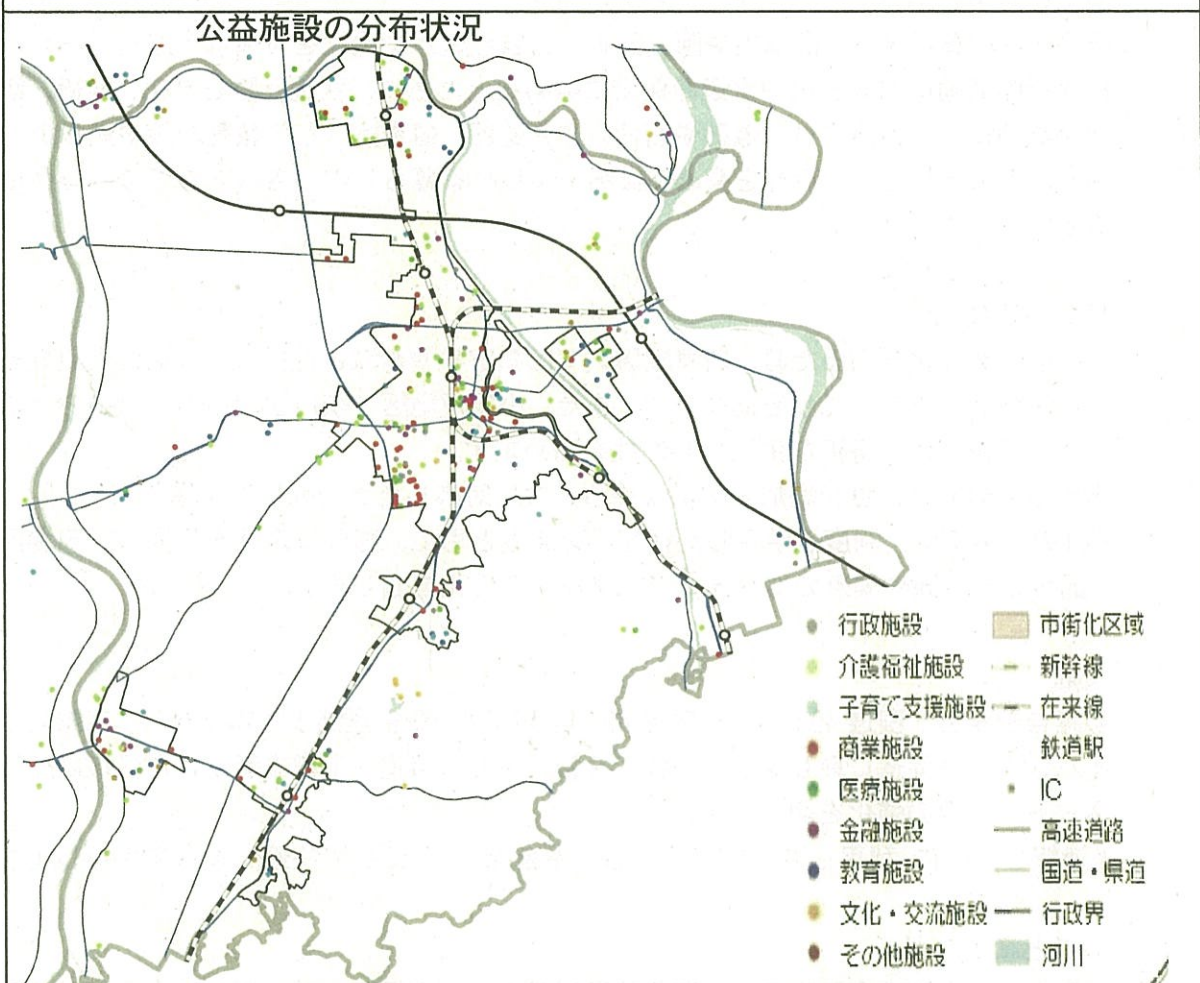 公益施設の分布状況
行政施設
介護福祉施設
子育て支援施設
商業施設
医療施設
金融施設
教育施設
文化・交流施設
その他施設
市街化区域
新幹線
在来線
鉄道駅
IC
高速道路
国道・県道
行政界
河川